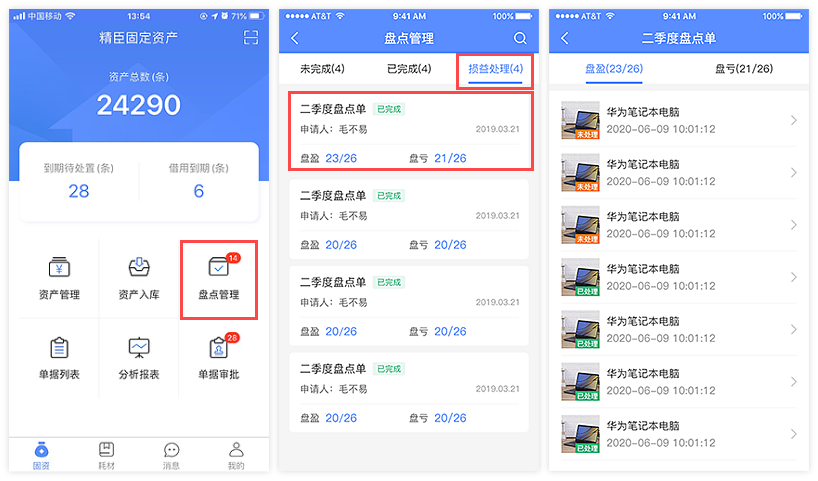 中国移动 13:54 71%
精臣固定资产
资产总数(条)
24290
到期待处置(条) 借用到期(条)
28 6
14
资产管理 资产入库 盘点管理
28
单据列表 分析报表 单据审批
固资 耗材 消息 我的
AT&T 9:41 AM 100%
盘点管理
未完成(4) 已完成(4) 损益处理(4)
二季度盘点单 已完成
申请人：毛不易 2019.03.21
盘盈 23/26 盘亏 21/26
二季度盘点单 已完成
申请人：毛不易 2019.03.21
盘盈 20/26 盘亏 20/26
二季度盘点单 已完成
申请人：毛不易 2019.03.21
盘盈 20/26 盘亏 20/26
二季度盘点单 已完成
申请人：毛不易 2019.03.21
盘盈 20/26 盘亏 20/26
AT&T 9:41 AM 100%
二季度盘点单
盘盈(23/26) 盘亏(21/26)
华为笔记本电脑
2020-06-09 10:01:12
未处理
华为笔记本电脑
2020-06-09 10:01:12
未处理
华为笔记本电脑
2020-06-09 10:01:12
未处理
华为笔记本电脑
2020-06-09 10:01:12
已处理
华为笔记本电脑
2020-06-09 10:01:12
已处理
华为笔记本电脑
2020-06-09 10:01:12
已处理
华为笔记本电脑
2020-06-09 10:01:12
已处理